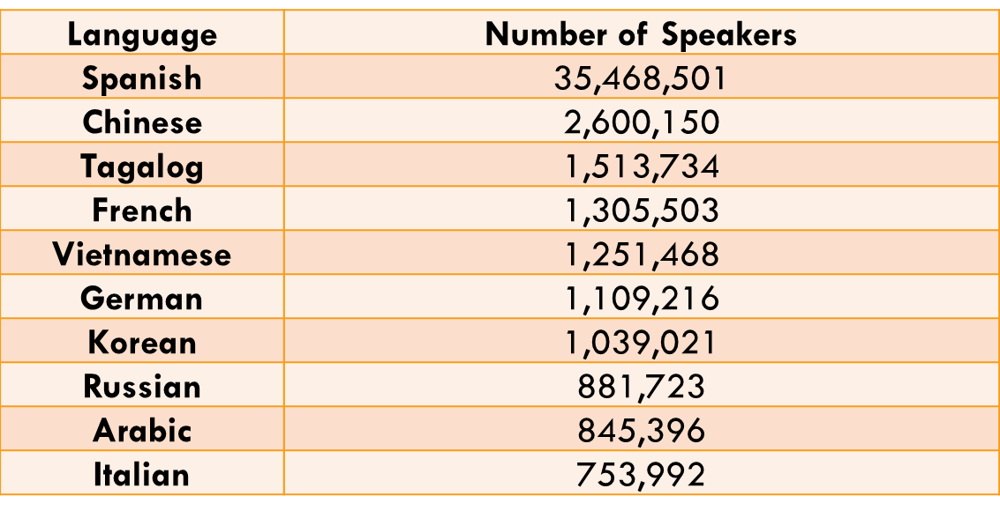 Language Number of Speakers
Spanish 35,468,501
Chinese 2,600,150
Tagalog 1,513,734
French 1,305,503
Vietnamese 1,251,468
German 1,109,216
Korean 1,039,021
Russian 881,723
Arabic 845,396
Italian 753,992